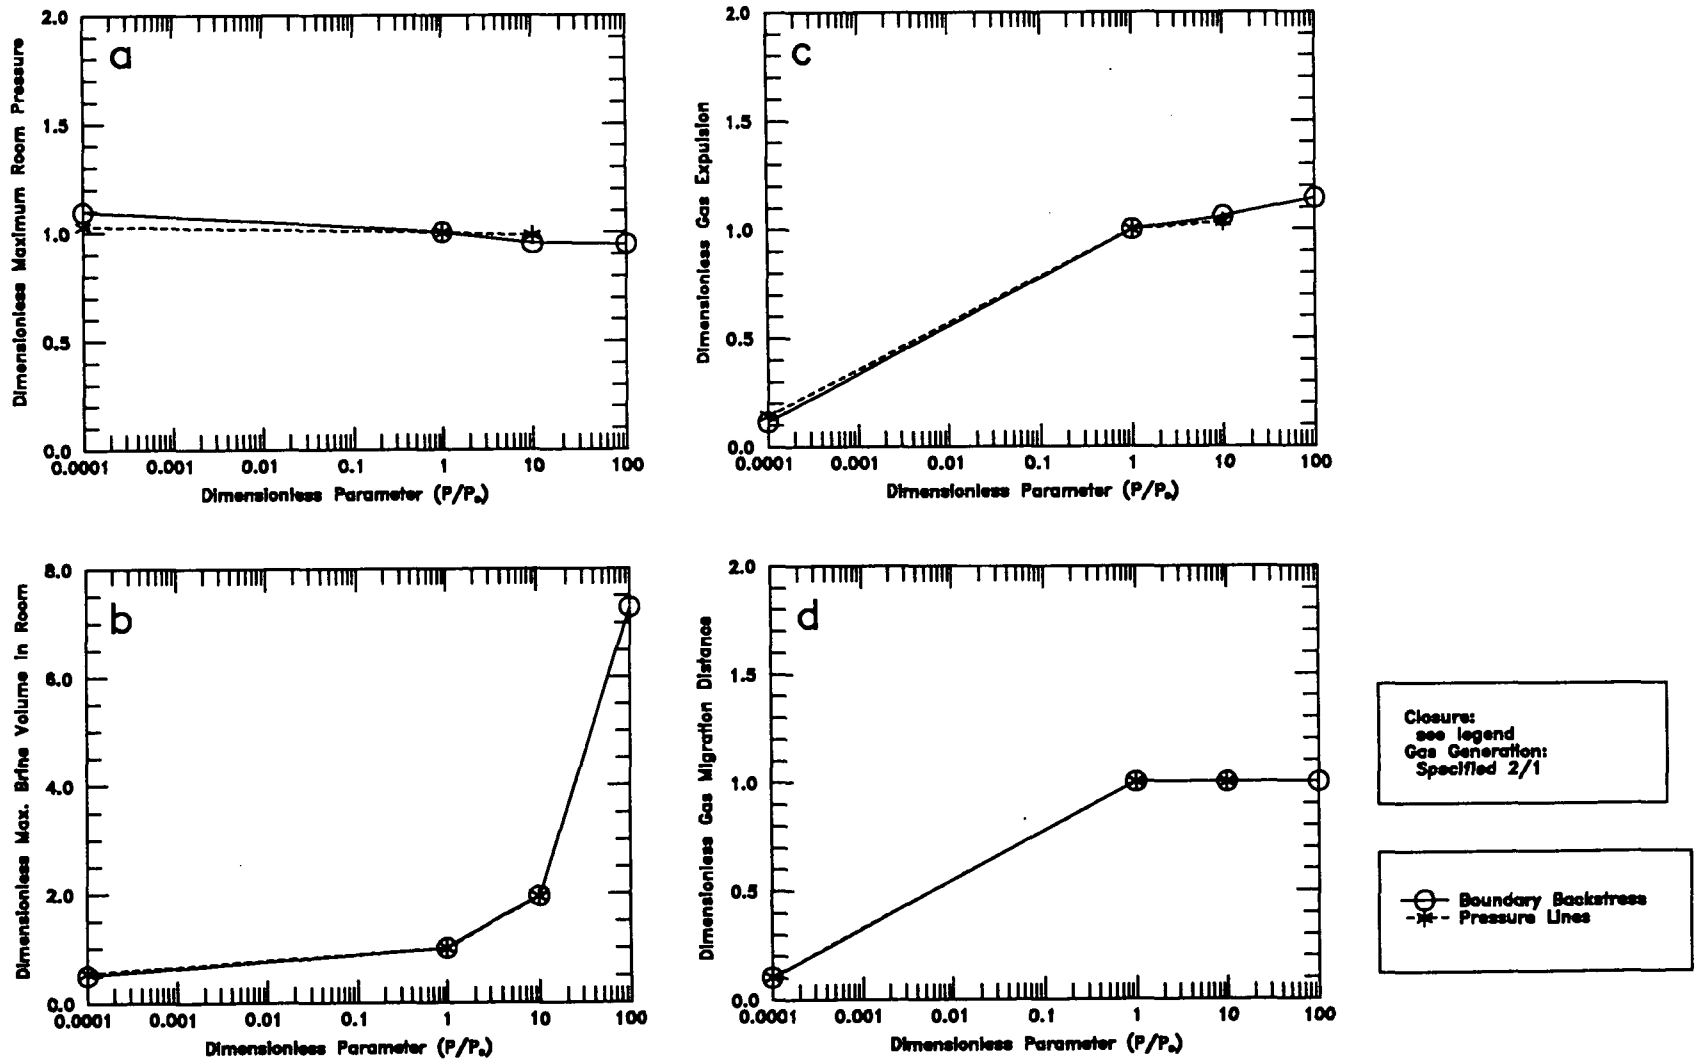 a
Dimensionless Maximum Room Pressure
2.0
1.5
1.0
0.5
0.0
0.0001
0.001
0.01
0.1
1
10
100
Dimensionless Parameter (P/Pₒ)
c
Dimensionless Gas Expulsion
2.0
1.5
1.0
0.5
0.0
0.0001
0.001
0.01
0.1
1
10
100
Dimensionless Parameter (P/Pₒ)
b
Dimensionless Max. Brine Volume in Room
8.0
6.0
4.0
2.0
0.0
0.0001
0.001
0.01
0.1
1
10
100
Dimensionless Parameter (P/Pₒ)
d
Dimensionless Gas Migration Distance
2.0
1.5
1.0
0.5
0.0
0.0001
0.001
0.01
0.1
1
10
100
Dimensionless Parameter (P/Pₒ)
Closure:
see legend
Gas Generation:
Specified 2/1
Boundary Backstress
Pressure Lines